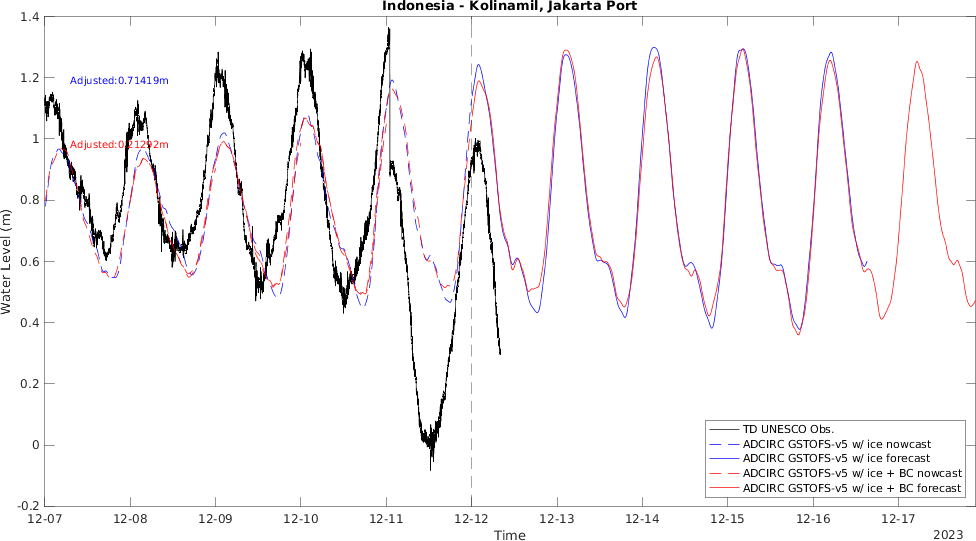 Indonesia - Kolinamil, Jakarta Port
1.4
1.2
1
0.8
0.6
0.4
0.2
0
-0.2
Water Level (m)
Adjusted:0.71419m
Adjusted:0.21292m
TD UNESCO Obs.
ADCIRC GSTOFS-v5 w/ ice nowcast
ADCIRC GSTOFS-v5 w/ ice forecast
ADCIRC GSTOFS-v5 w/ ice + BC nowcast
ADCIRC GSTOFS-v5 w/ ice + BC forecast
12-07 12-08 12-09 12-10 12-11 12-12 12-13 12-14 12-15 12-16 12-17
Time
2023